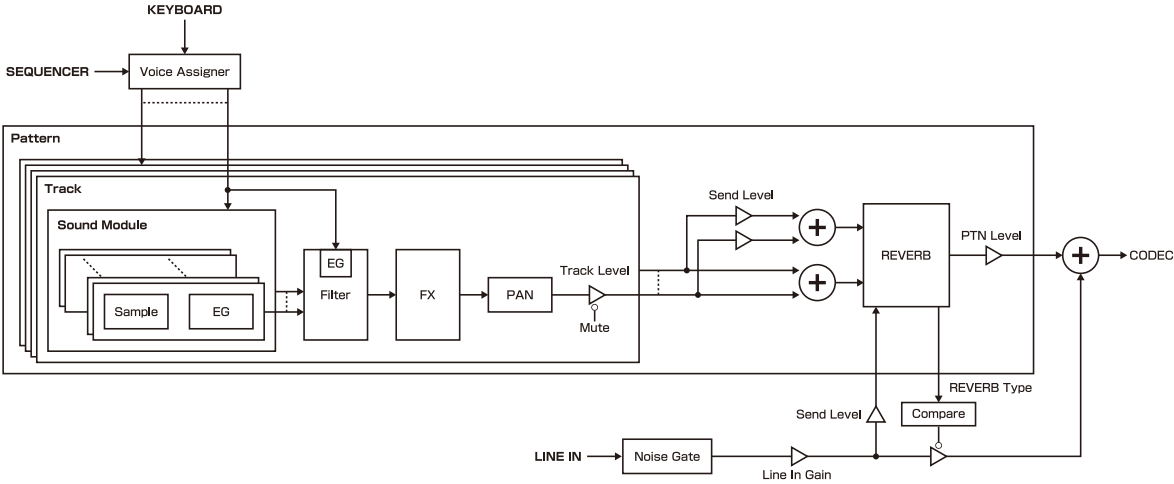 KEYBOARD
SEQUENCER
Voice Assigner
Pattern
Track
Sound Module
Sample
EG
EG
Filter
FX
PAN
Track Level
Mute
Send Level
REVERB
PTN Level
CODEC
REVERB Type
Send Level
Compare
LINE IN
Noise Gate
Line In Gain